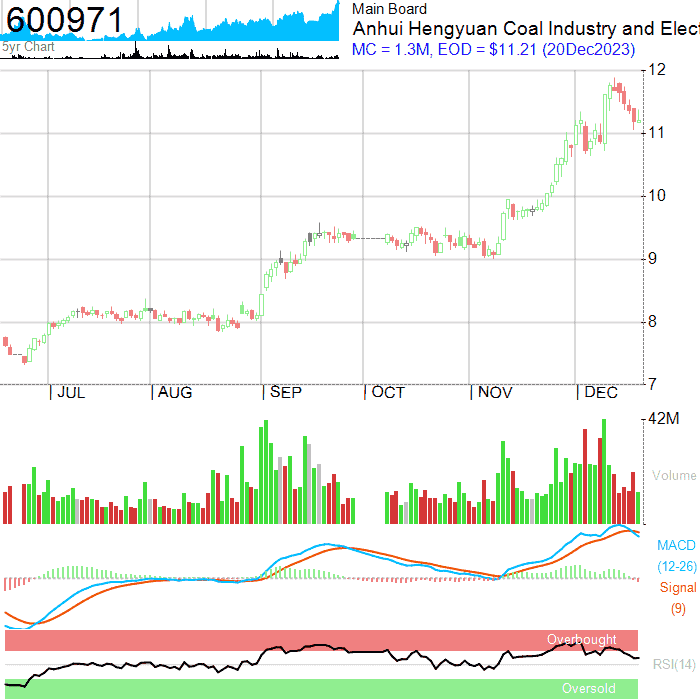 600971
5yr Chart
Main Board
Anhui Hengyuan Coal Industry and Elect
MC = 1.3M, EOD = $11.21 (20Dec2023)
12
11
10
9
8
7
JUL
AUG
SEP
OCT
NOV
DEC
42M
Volume
MACD
(12-26)
Signal
(9)
Overbought
RSI(14)
Oversold